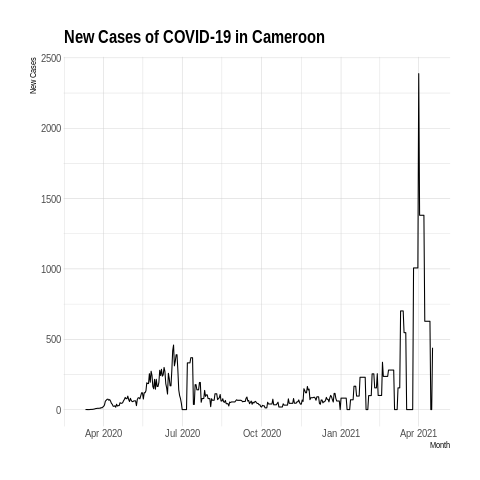 New Cases of COVID-19 in Cameroon
New Cases
2500
2000
1500
1000
500
0
Apr 2020
Jul 2020
Oct 2020
Jan 2021
Apr 2021
Month